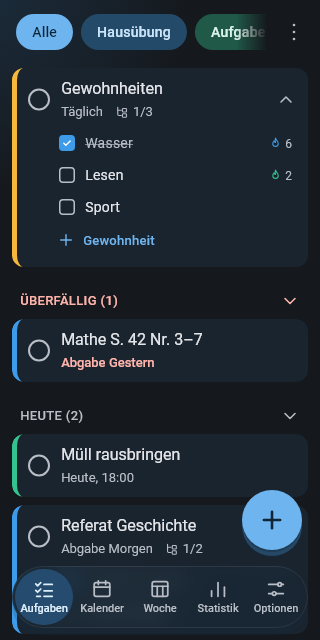 Alle Hausübung Aufgabe
Gewohnheiten
Täglich 1/3
Wasser 6
Lesen 2
Sport
Gewohnheit
ÜBERFÄLLIG (1)
Mathe S. 42 Nr. 3–7
Abgabe Gestern
HEUTE (2)
Müll rausbringen
Heute, 18:00
Referat Geschichte
Abgabe Morgen 1/2
Aufgaben Kalender Woche Statistik Optionen